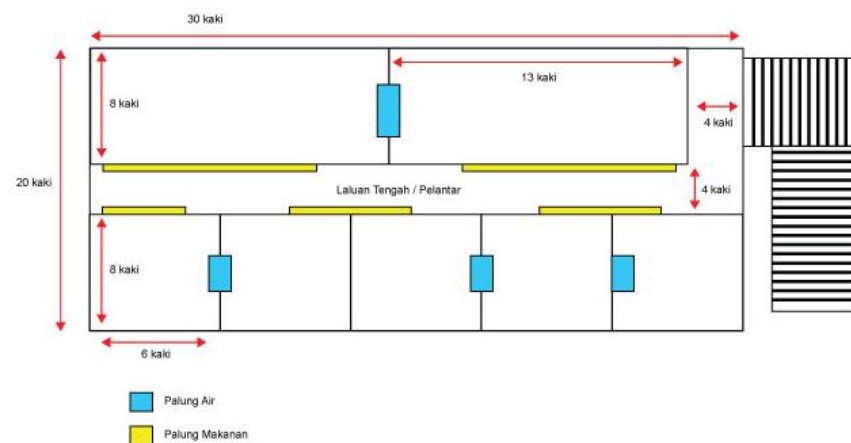 30 kaki
13 kaki
8 kaki
4 kaki
20 kaki
Laluan Tengah / Pelantar
4 kaki
8 kaki
6 kaki
Palung Air
Palung Makanan